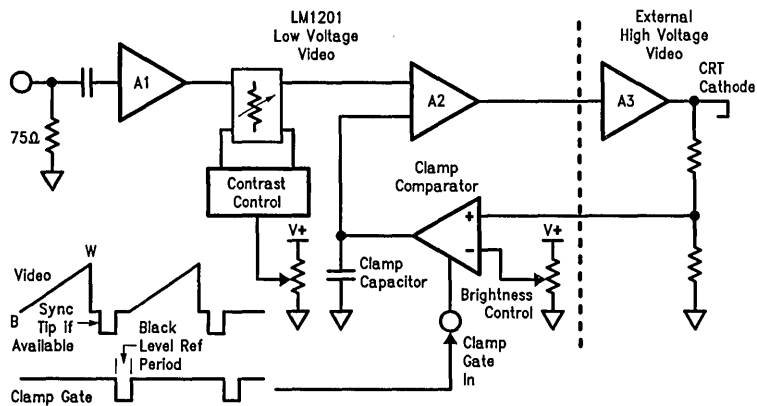 LM1201
Low Voltage
Video
External
High Voltage
Video
CRT
Cathode
A1
A2
A3
75Ω
Contrast
Control
Clamp
Comparator
+
−
V+
V+
Clamp
Capacitor
Brightness
Control
Clamp
Gate
In
W
Video
B
Sync
Tip if
Available
Black
Level Ref
Period
Clamp Gate